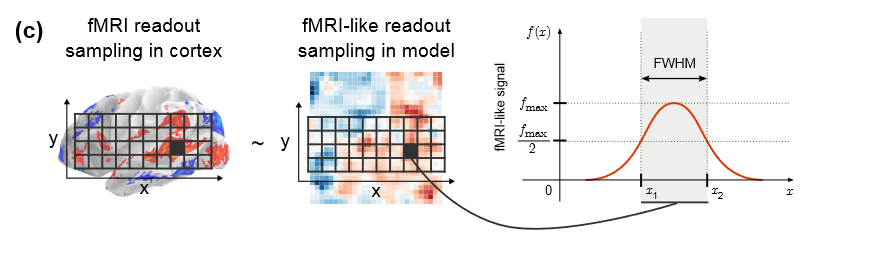 (c)
fMRI readout
sampling in cortex
y
x
~
fMRI-like readout
sampling in model
y
x
fMRI-like signal
f(x)
FWHM
f_max
f_max
2
0
x_1
x_2
x